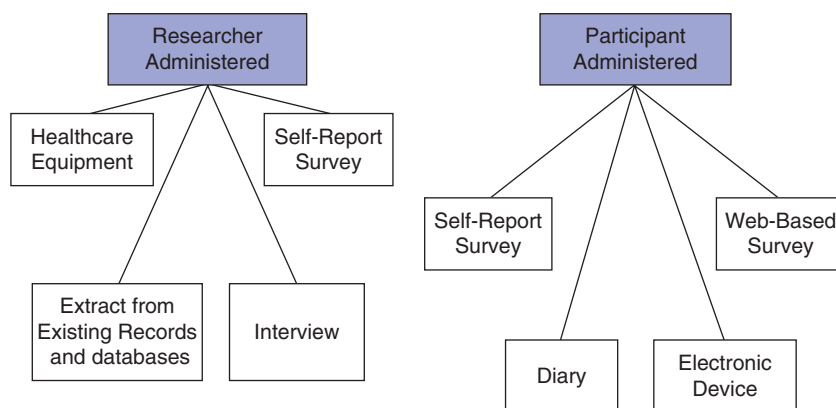 Researcher
Administered
Healthcare
Equipment
Self-Report
Survey
Extract from
Existing Records
and databases
Interview
Participant
Administered
Self-Report
Survey
Web-Based
Survey
Diary
Electronic
Device